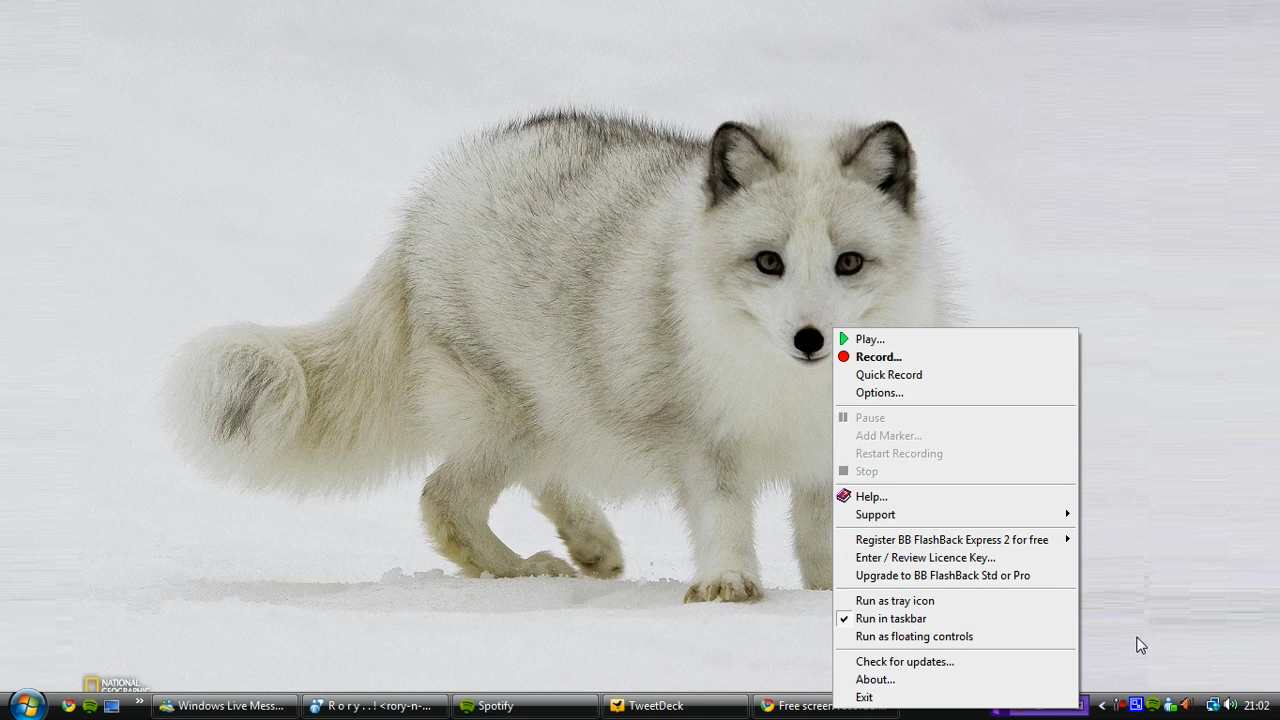 Play...
Record...
Quick Record
Options...
Pause
Add Marker...
Restart Recording
Stop
Help...
Support
Register BB FlashBack Express 2 for free
Enter / Review Licence Key...
Upgrade to BB FlashBack Std or Pro
Run as tray icon
Run in taskbar
Run as floating controls
Check for updates...
About...
Exit
NATIONAL
GEOGRAPHIC
Windows Live Mess...
Spotify
TweetDeck
Free screen
21:02